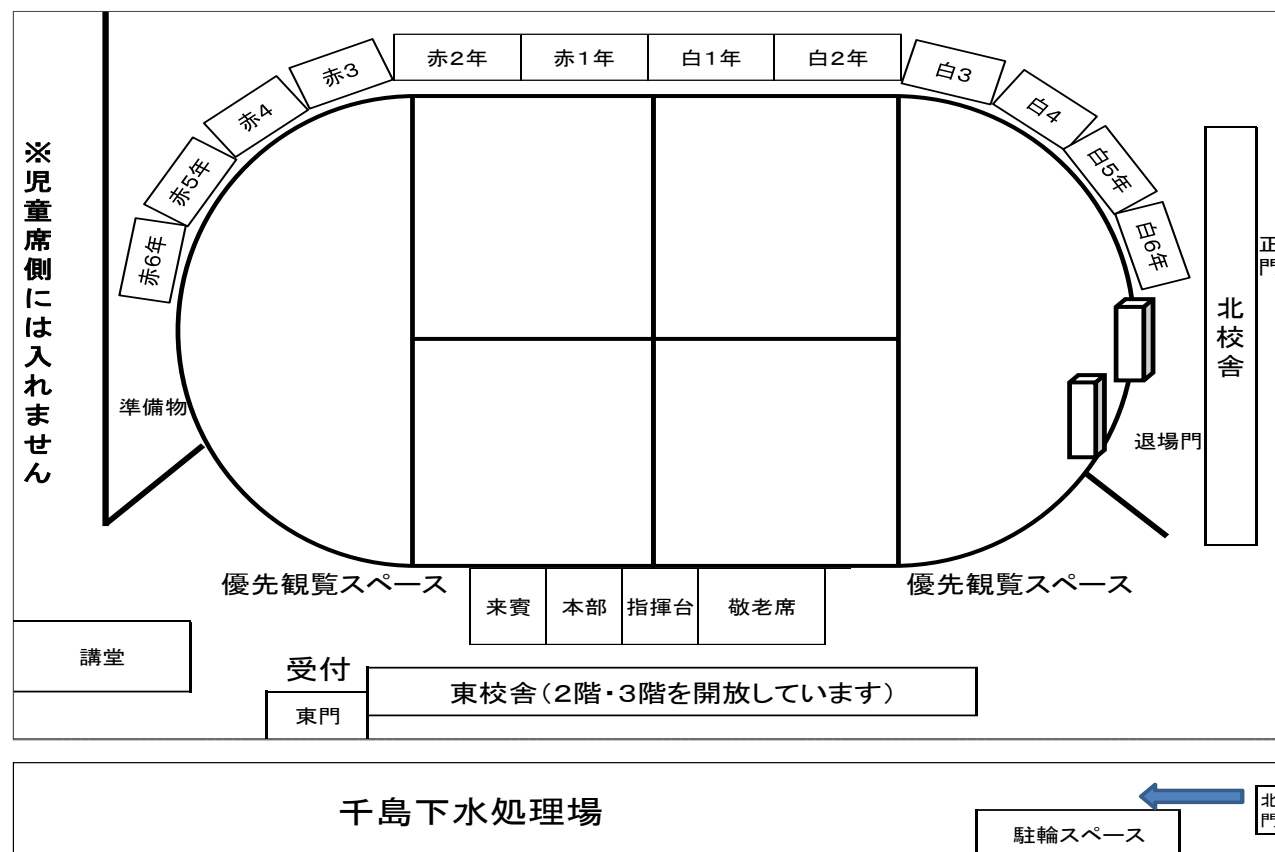 赤2年
赤1年
白1年
白2年
赤3
赤4
赤5年
赤6年
白3
白4
白5年
白6年
※児童席側には入れません
正門
北校舎
準備物
退場門
優先観覧スペース
優先観覧スペース
来賓
本部
指揮台
敬老席
講堂
受付
東門
東校舎(2階・3階を開放しています)
千島下水処理場
駐輪スペース
北門